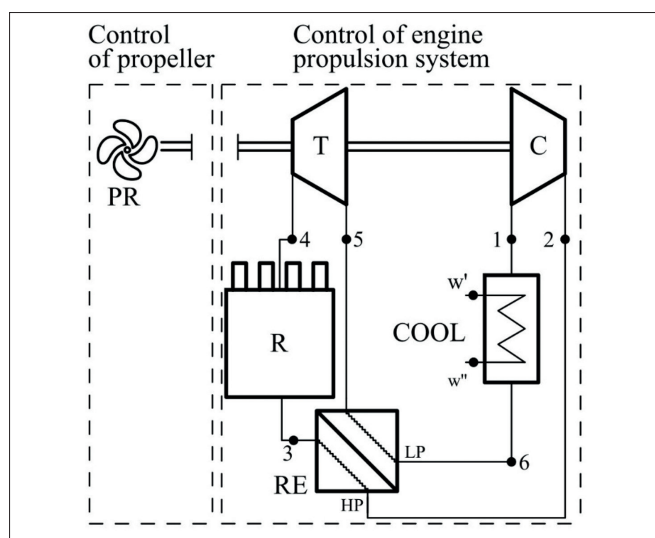 Control
of propeller
Control of engine
propulsion system
T
C
PR
4
5
1
2
w'
COOL
w"
R
3
RE
LP
6
HP